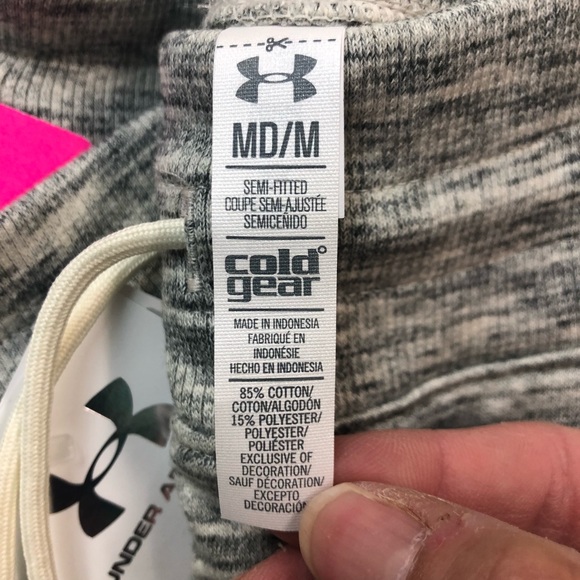 MD/M
SEMI-FITTED
COUPE SEMI-AJUSTÉE
SEMICEÑIDO
cold°
gear
MADE IN INDONESIA
FABRIQUÉ EN
INDONÉSIE
HECHO EN INDONESIA
85% COTTON/
COTON/ALGODÓN
15% POLYESTER/
POLYESTER/
POLIÉSTER
EXCLUSIVE OF
DECORATION/
SAUF DÉCORATION/
EXCEPTO
DECORACIÓN
UNDER A